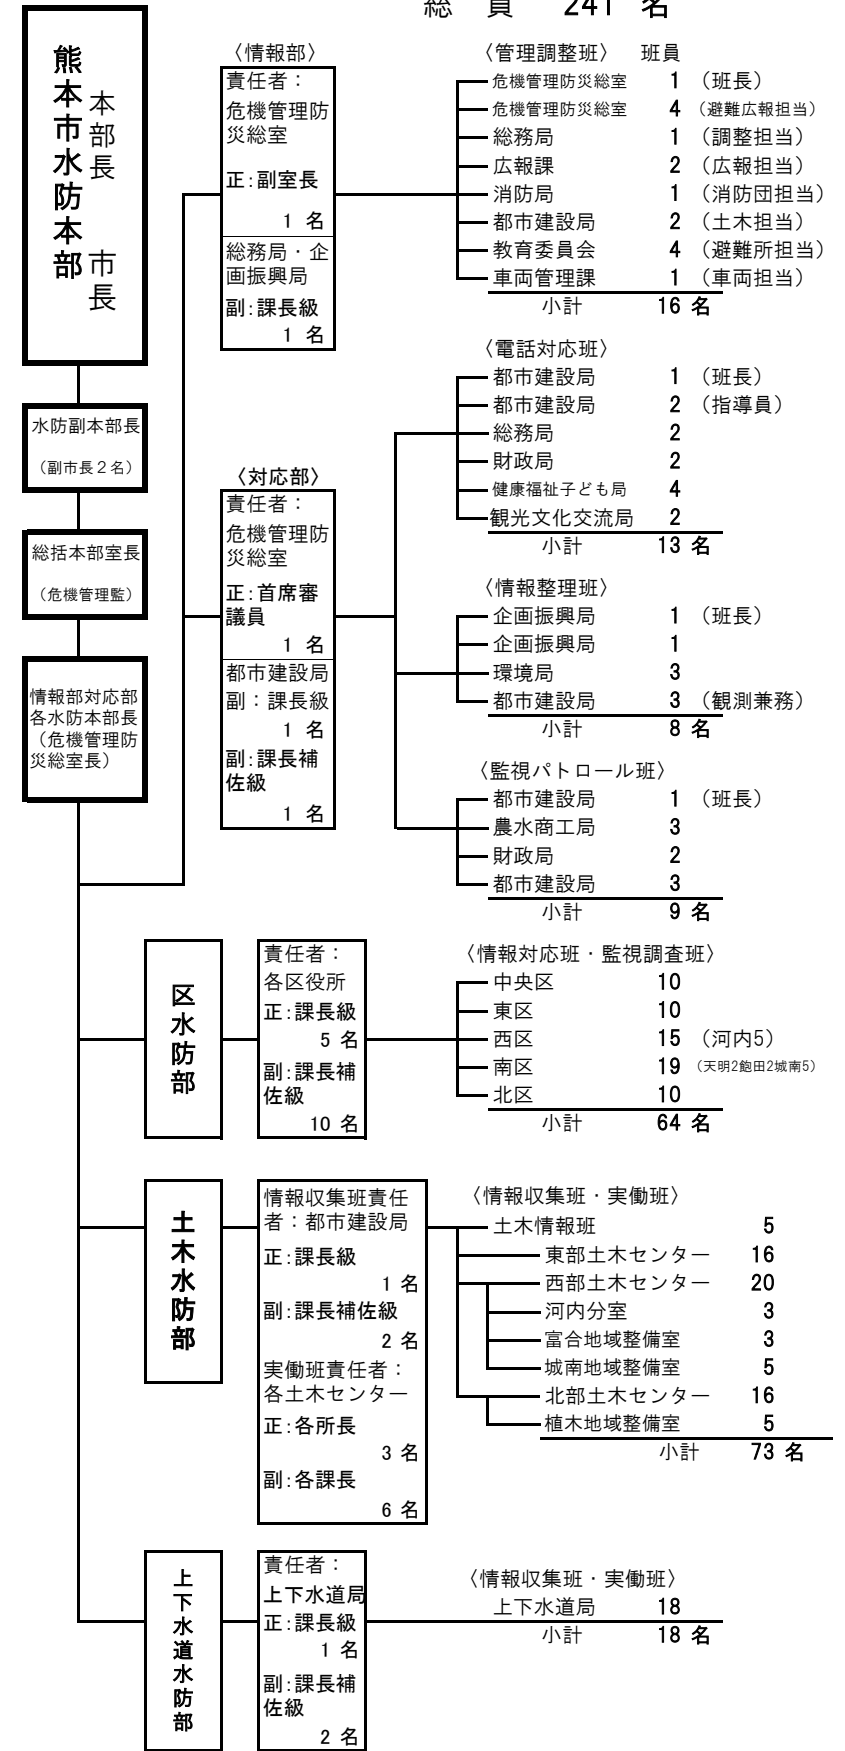 総 員 241 名
熊本市水防本部
本部長 市長
水防副本部長
（副市長２名）
総括本部室長
（危機管理監）
情報部対応部
各水防本部長
（危機管理防
災総室長）
〈情報部〉
責任者：
危機管理防
災総室
正:副室長
1 名
総務局・企
画振興局
副:課長級
1 名
〈管理調整班〉 班員
危機管理防災総室 1 （班長）
危機管理防災総室 4 （避難広報担当）
総務局 1 （調整担当）
広報課 2 （広報担当）
消防局 1 （消防団担当）
都市建設局 2 （土木担当）
教育委員会 4 （避難所担当）
車両管理課 1 （車両担当）
小計 16 名
〈対応部〉
責任者：
危機管理防
災総室
正:首席審
議員
1 名
都市建設局
副：課長級
1 名
副:課長補
佐級
1 名
〈電話対応班〉
都市建設局 1 （班長）
都市建設局 2 （指導員）
総務局 2
財政局 2
健康福祉子ども局 4
観光文化交流局 2
小計 13 名
〈情報整理班〉
企画振興局 1 （班長）
企画振興局 1
環境局 3
都市建設局 3 （観測兼務）
小計 8 名
〈監視パトロール班〉
都市建設局 1 （班長）
農水商工局 3
財政局 2
都市建設局 3
小計 9 名
区水防部
責任者：
各区役所
正:課長級
5 名
副:課長補
佐級
10 名
〈情報対応班・監視調査班〉
中央区 10
東区 10
西区 15 （河内5）
南区 19 （天明2飽田2城南5）
北区 10
小計 64 名
土木水防部
情報収集班責任
者：都市建設局
正:課長級
1 名
副:課長補佐級
2 名
実働班責任者：
各土木センター
正:各所長
3 名
副:各課長
6 名
〈情報収集班・実働班〉
土木情報班 5
東部土木センター 16
西部土木センター 20
河内分室 3
富合地域整備室 3
城南地域整備室 5
北部土木センター 16
植木地域整備室 5
小計 73 名
上下水道水防部
責任者：
上下水道局
正:課長級
1 名
副:課長補
佐級
2 名
〈情報収集班・実働班〉
上下水道局 18
小計 18 名